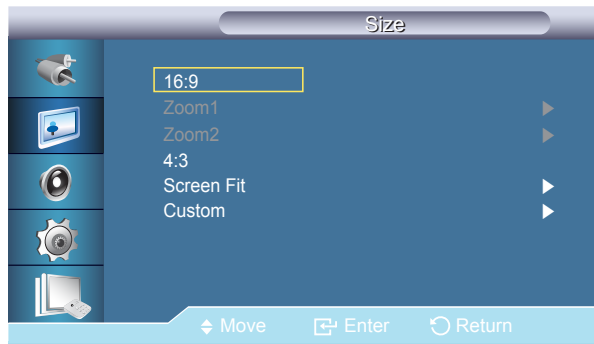 Size
16:9
Zoom1
Zoom2
4:3
Screen Fit
Custom
Move Enter Return